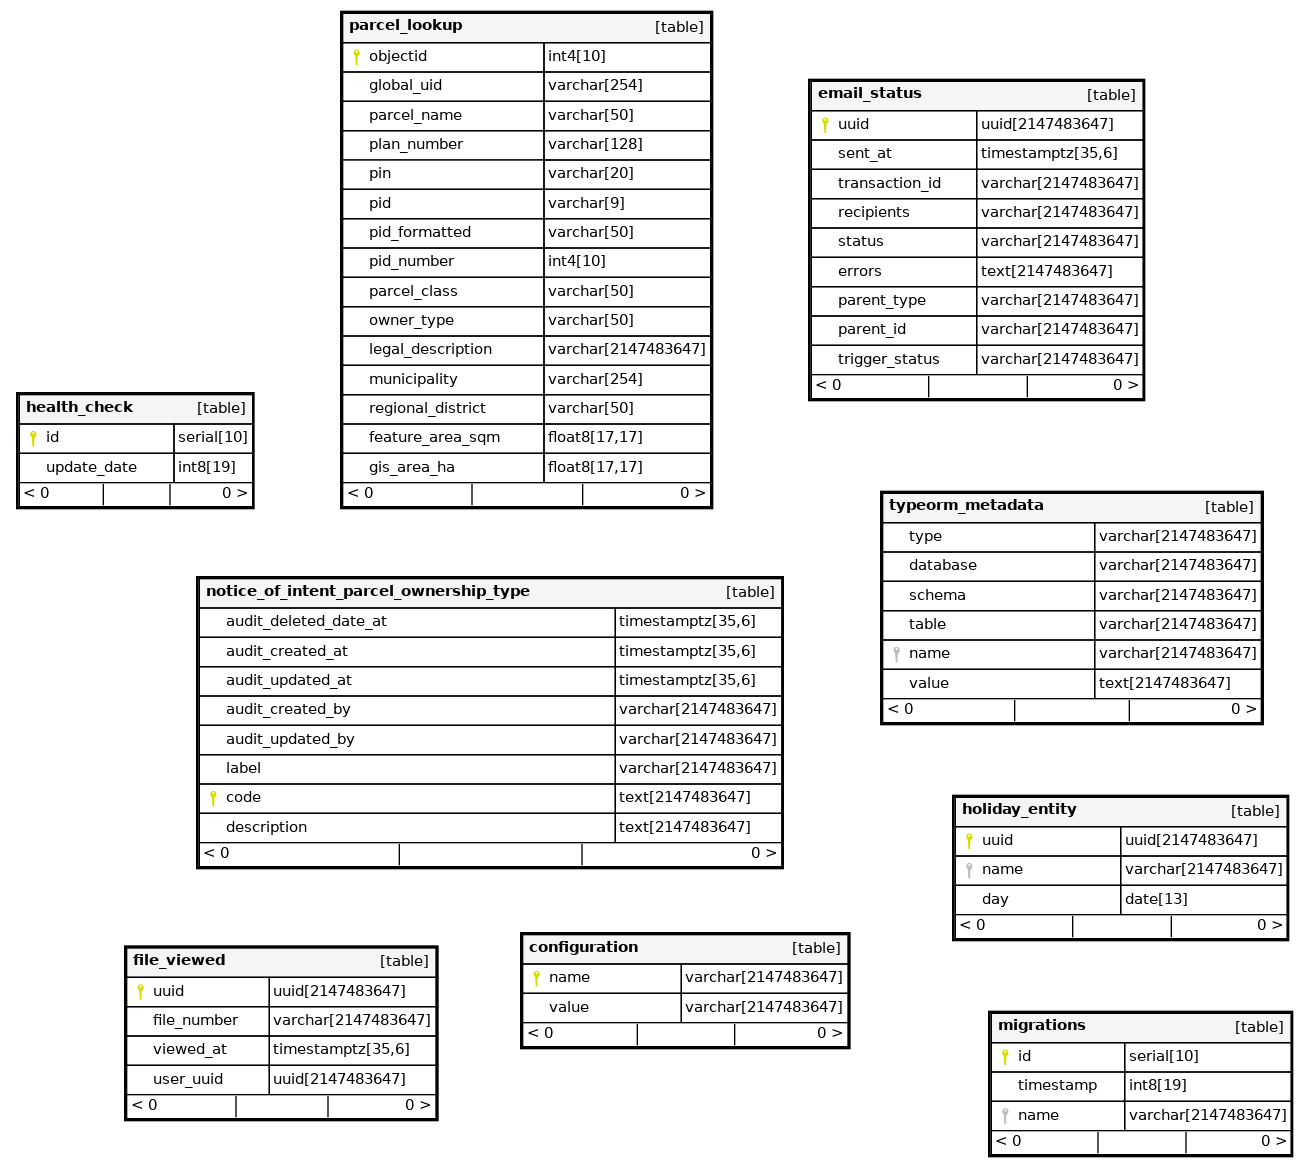 parcel_lookup [table]
objectid int4[10]
global_uid varchar[254]
parcel_name varchar[50]
plan_number varchar[128]
pin varchar[20]
pid varchar[9]
pid_formatted varchar[50]
pid_number int4[10]
parcel_class varchar[50]
owner_type varchar[50]
legal_description varchar[2147483647]
municipality varchar[254]
regional_district varchar[50]
feature_area_sqm float8[17,17]
gis_area_ha float8[17,17]
< 0 0 >
email_status [table]
uuid uuid[2147483647]
sent_at timestamptz[35,6]
transaction_id varchar[2147483647]
recipients varchar[2147483647]
status varchar[2147483647]
errors text[2147483647]
parent_type varchar[2147483647]
parent_id varchar[2147483647]
trigger_status varchar[2147483647]
< 0 0 >
health_check [table]
id serial[10]
update_date int8[19]
< 0 0 >
typeorm_metadata [table]
type varchar[2147483647]
database varchar[2147483647]
schema varchar[2147483647]
table varchar[2147483647]
name varchar[2147483647]
value text[2147483647]
< 0 0 >
notice_of_intent_parcel_ownership_type [table]
audit_deleted_date_at timestamptz[35,6]
audit_created_at timestamptz[35,6]
audit_updated_at timestamptz[35,6]
audit_created_by varchar[2147483647]
audit_updated_by varchar[2147483647]
label varchar[2147483647]
code text[2147483647]
description text[2147483647]
< 0 0 >
holiday_entity [table]
uuid uuid[2147483647]
name varchar[2147483647]
day date[13]
< 0 0 >
file_viewed [table]
uuid uuid[2147483647]
file_number varchar[2147483647]
viewed_at timestamptz[35,6]
user_uuid uuid[2147483647]
< 0 0 >
configuration [table]
name varchar[2147483647]
value varchar[2147483647]
< 0 0 >
migrations [table]
id serial[10]
timestamp int8[19]
name varchar[2147483647]
< 0 0 >